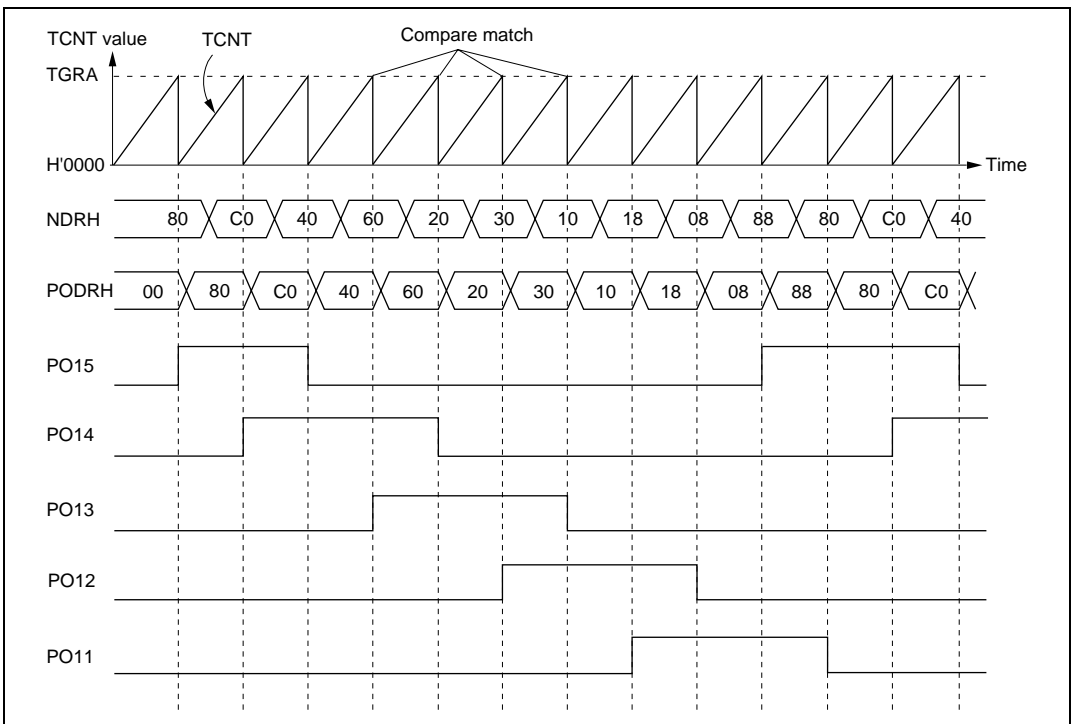 TCNT value
TCNT
Compare match
TGRA
H'0000
Time
NDRH 80 C0 40 60 20 30 10 18 08 88 80 C0 40
PODRH 00 80 C0 40 60 20 30 10 18 08 88 80 C0
PO15
PO14
PO13
PO12
PO11